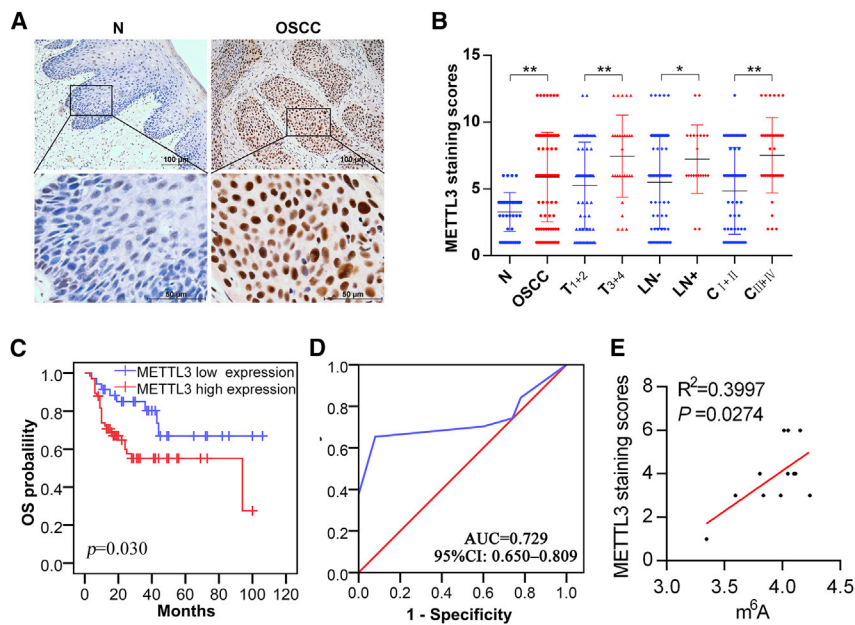 A
N
OSCC
100 µm
100 µm
50 µm
50 µm
B
METTL3 staining scores
15
10
5
0
**
**
*
**
N
OSCC
T1+2
T3+4
LN-
LN+
C I+II
CIII+IV
C
OS probalility
1.0
0.8
0.6
0.4
0.2
0.0
METTL3 low expression
METTL3 high expression
p=0.030
0 20 40 60 80 100 120
Months
D
1.0
0.8
0.6
0.4
0.2
0.0
AUC=0.729
95%CI: 0.650–0.809
0.0 0.2 0.4 0.6 0.8 1.0
1 - Specificity
E
METTL3 staining scores
8
6
4
2
0
R²=0.3997
P =0.0274
3.0 3.5 4.0 4.5
m⁶A